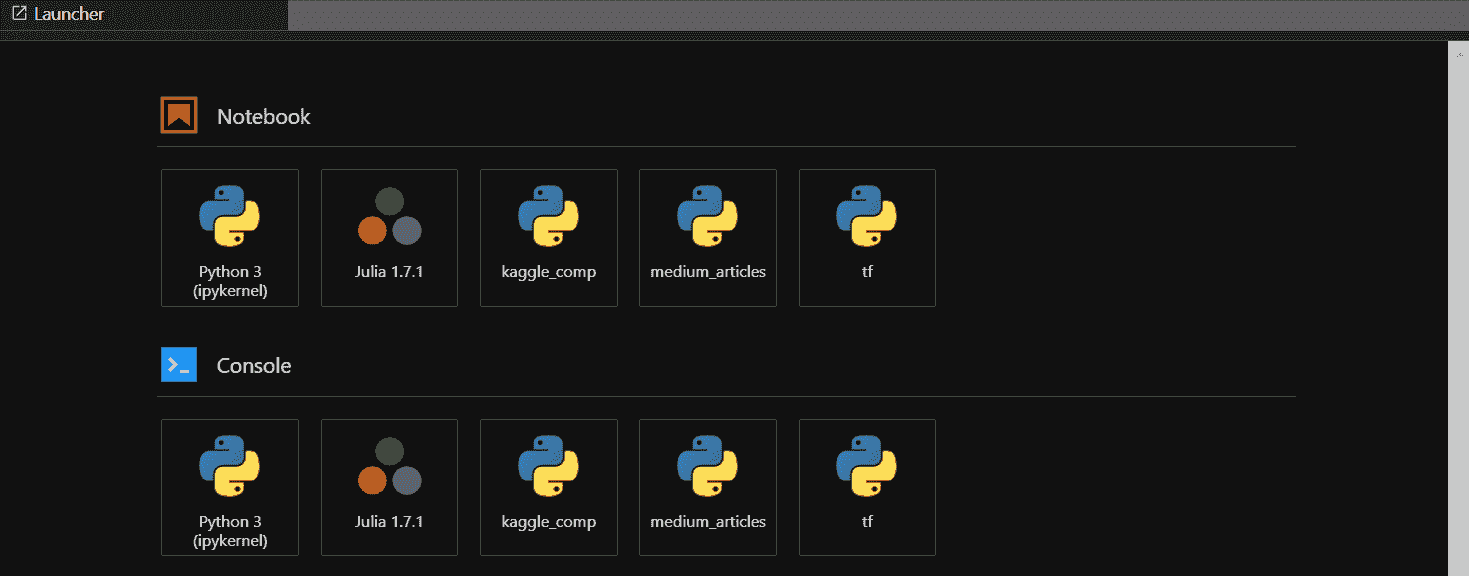 Launcher
Notebook
Python 3
(ipykernel)
Julia 1.7.1
kaggle_comp
medium_articles
tf
Console
Python 3
(ipykernel)
Julia 1.7.1
kaggle_comp
medium_articles
tf